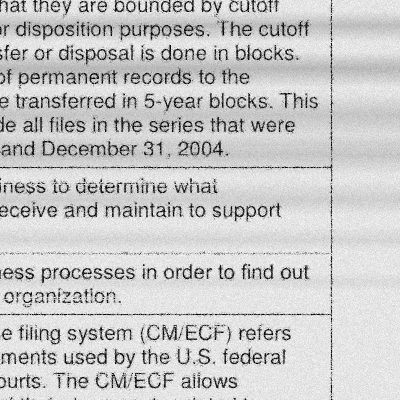 that they are bounded by cutoff
or disposition purposes. The cutoff
sfer or disposal is done in blocks.
of permanent records to the
e transferred in 5-year blocks. This
de all files in the series that were
and December 31, 2004.
iness to determine what
eceive and maintain to support
ness processes in order to find out
organization.
e filing system (CM/ECF) refers
ments used by the U.S. federal
ourts. The CM/ECF allows